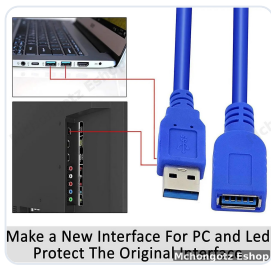 Make a New Interface For PC and Led
Protect The Original Interface
Mchongotz Eshop